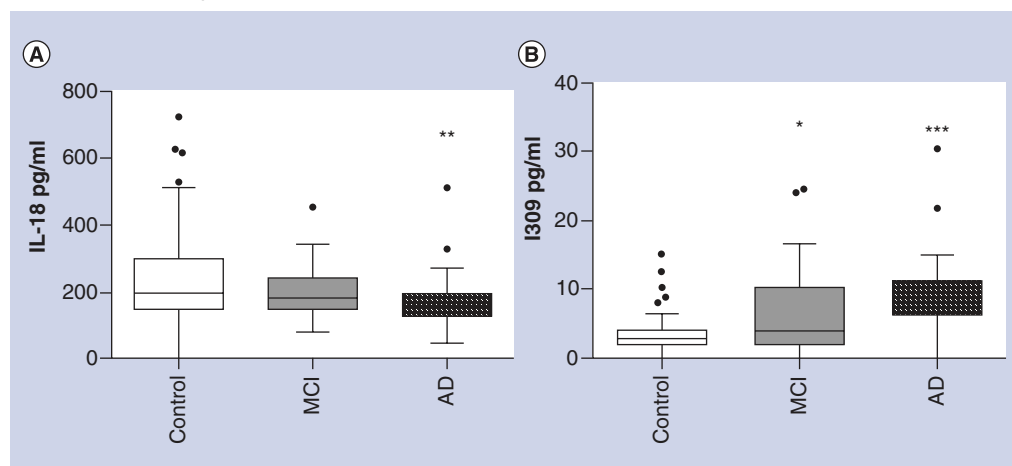 A
IL-18 pg/ml
800
600
400
200
0
**
Control
MCI
AD
B
I309 pg/ml
40
30
20
10
0
*
***
Control
MCI
AD